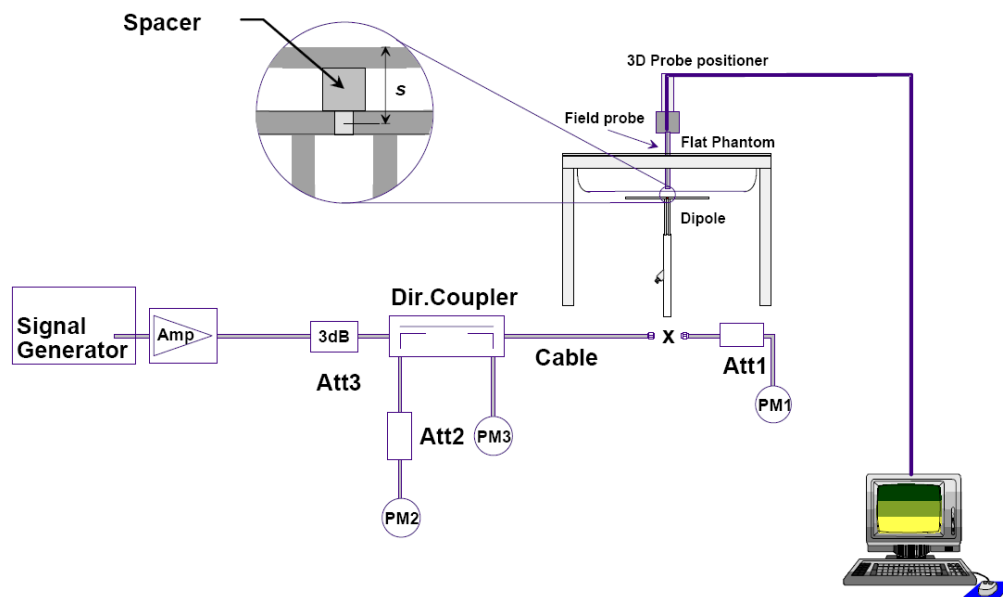 Spacer
s
3D Probe positioner
Field probe
Flat Phantom
Dipole
Signal
Generator
Amp
3dB
Att3
Dir.Coupler
Cable
x
Att1
PM1
Att2
PM3
PM2